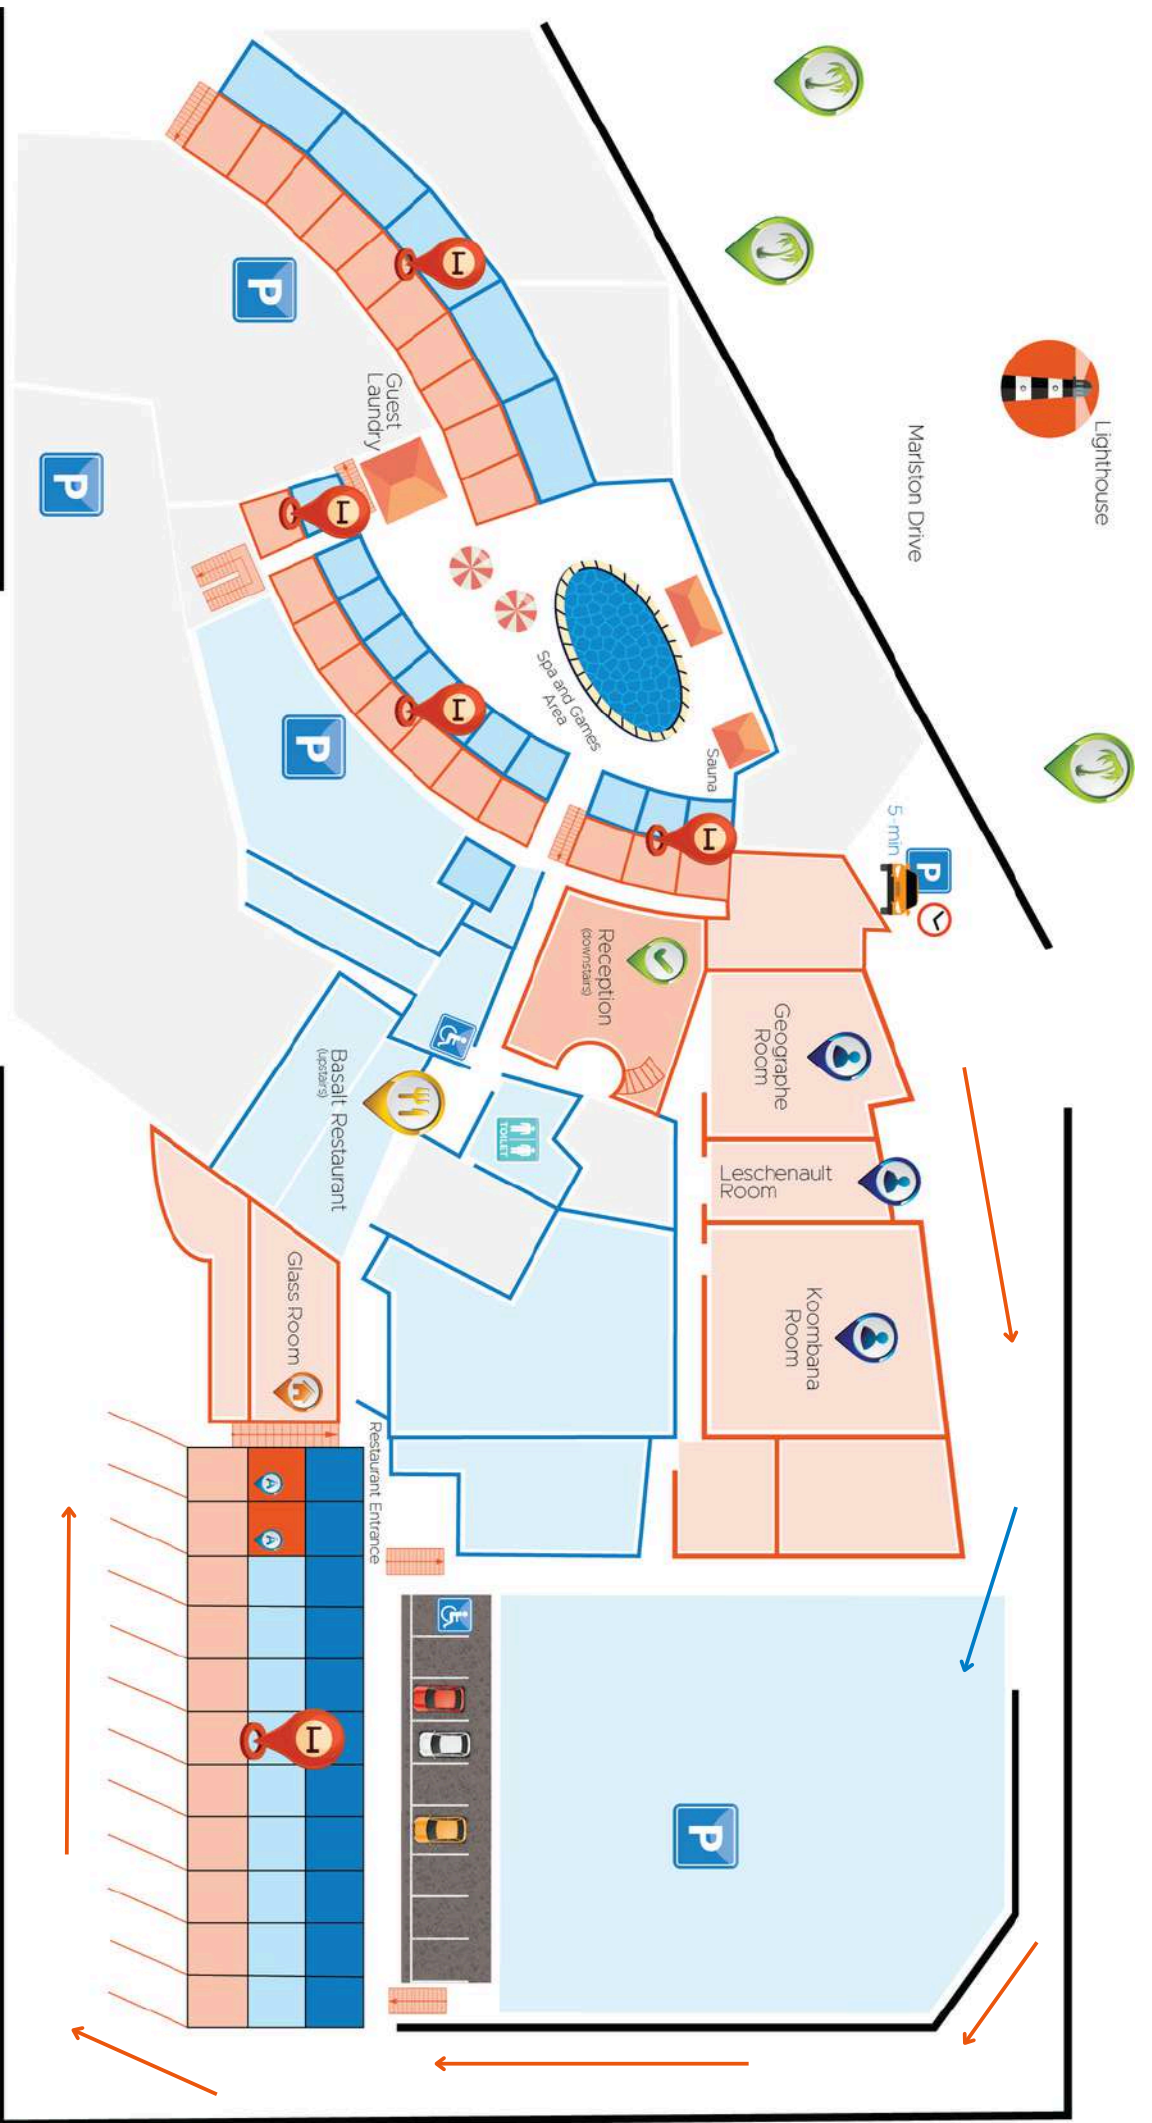 Lighthouse
Marlston Drive
P
5-min
Koombana
Room
Geographe
Room
Leschenault
Room
Sauna
H
P
Reception
(downstairs)
Spa and Games
Area
TOILET
H
H
Guest
Laundry
Restaurant Entrance
H
Basalt Restaurant
(upstairs)
P
H
Glass Room
A
A
P
P